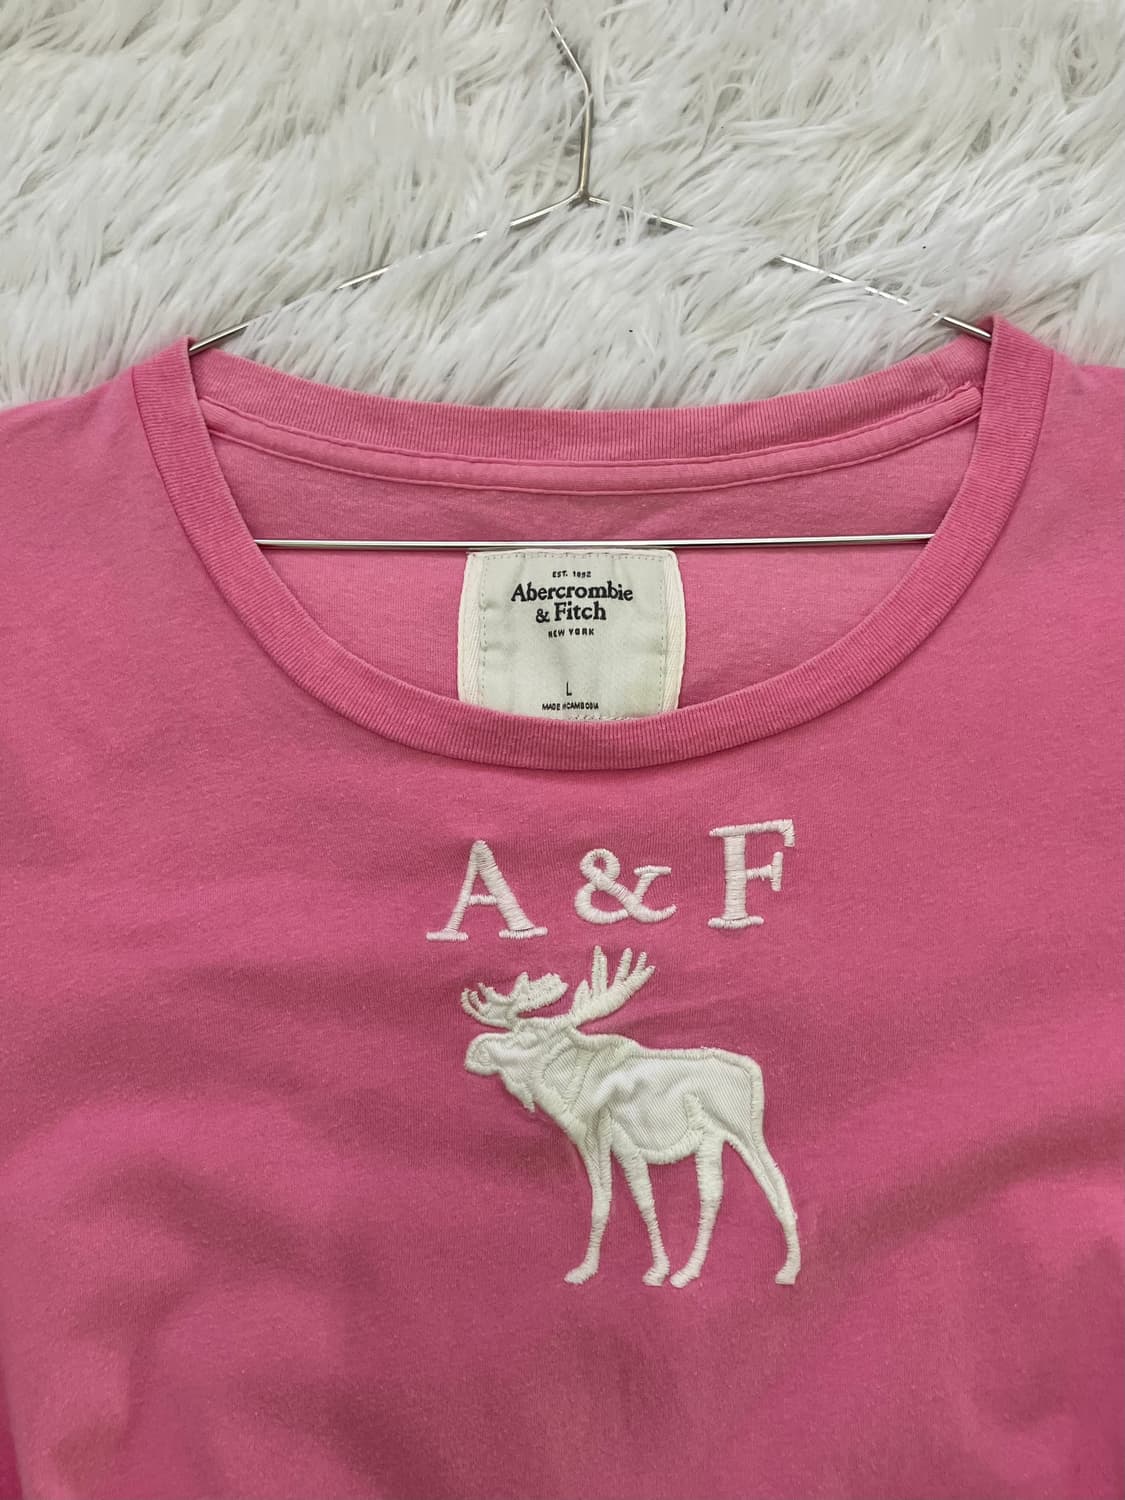 EST. 1892
Abercrombie
& Fitch
NEW YORK
L
MADE IN CAMBODIA
A & F